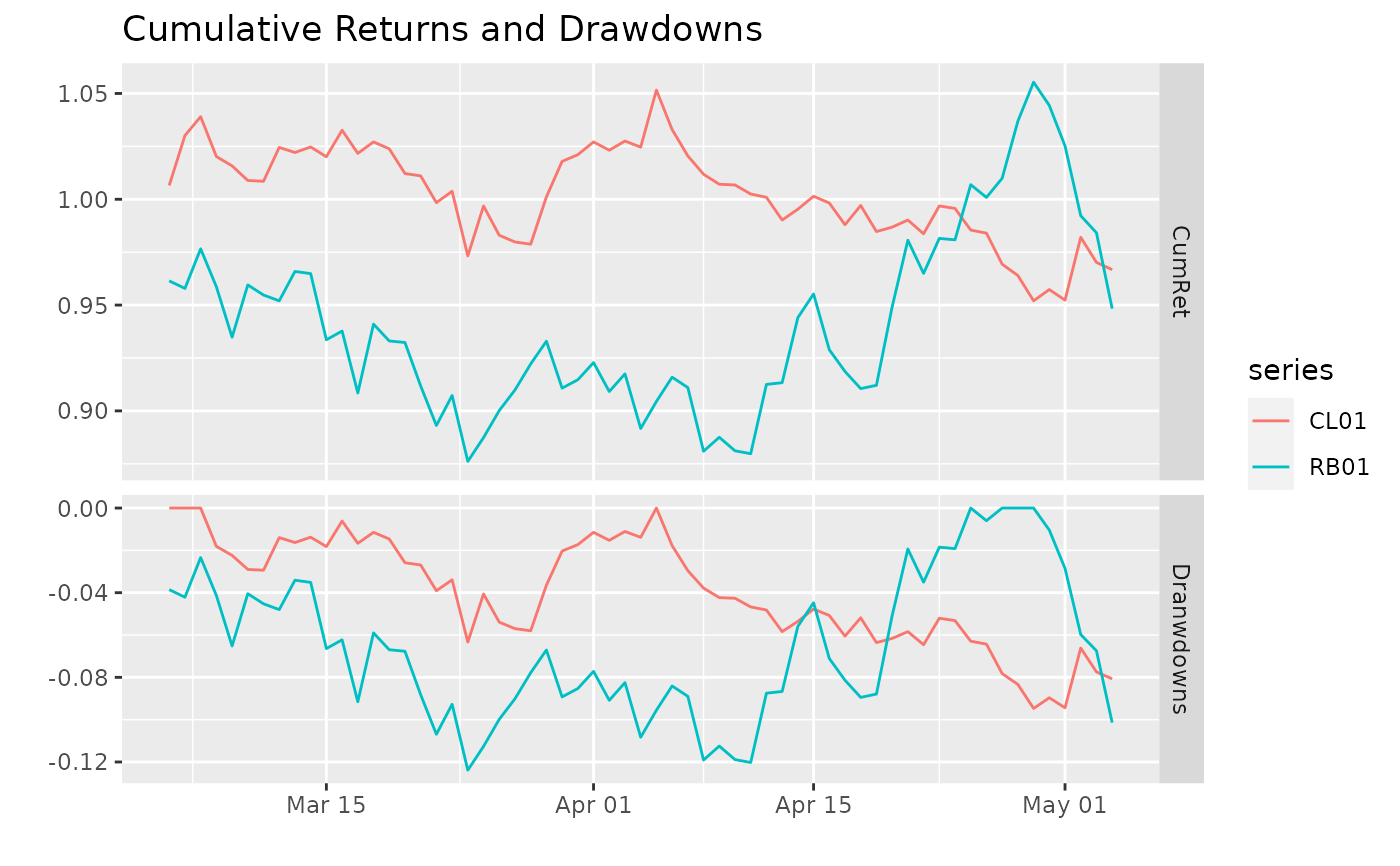 Cumulative Returns and Drawdowns
1.05
1.00
0.95
0.90
CumRet
0.00
-0.04
-0.08
-0.12
Dranwdowns
Mar 15
Apr 01
Apr 15
May 01
series
CL01
RB01